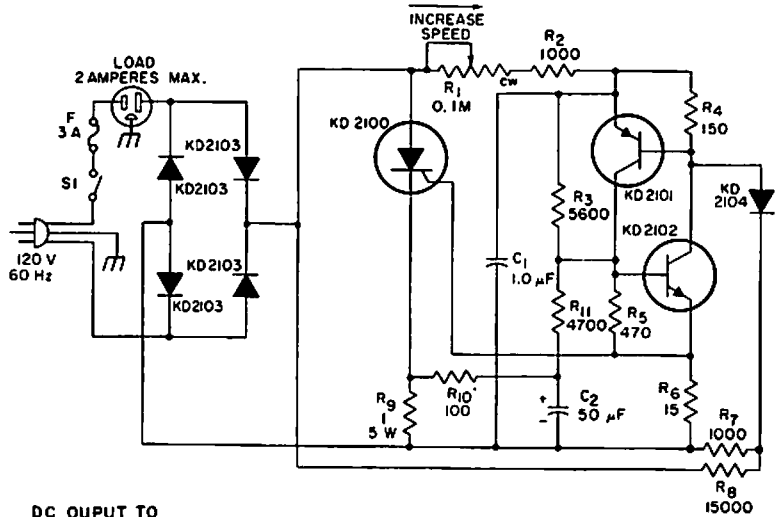 INCREASE
SPEED
LOAD
2 AMPERES MAX.
F
3 A
S1
120 V
60 Hz
KD2103
KD2103
KD2103
KD2103
KD 2100
R1
0.1M
CW
R2
1000
R4
150
KD2101
KD
2104
R3
5600
KD2102
C1
1.0 μF
R11
4700
R5
470
R10
100
R9
1
5 W
C2
50 μF
+
-
R6
15
R7
1000
R8
15000
DC OUPUT TO